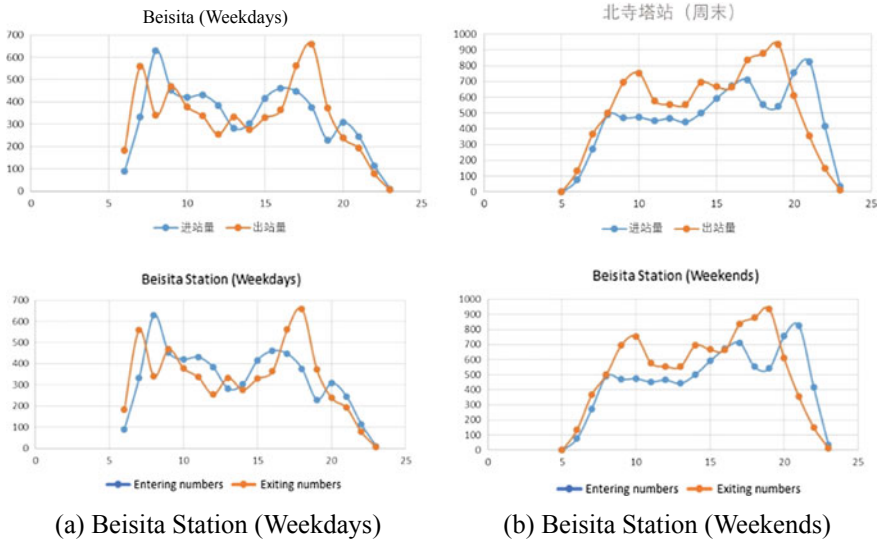 Beisita (Weekdays)
700
600
500
400
300
200
100
0
0 5 10 15 20 25
进站量 出站量
北寺塔站（周末）
1000
900
800
700
600
500
400
300
200
100
0
0 5 10 15 20 25
进站量 出站量
Beisita Station (Weekdays)
700
600
500
400
300
200
100
0
0 5 10 15 20 25
Entering numbers Exiting numbers
Beisita Station (Weekends)
1000
900
800
700
600
500
400
300
200
100
0
0 5 10 15 20 25
Entering numbers Exiting numbers
(a) Beisita Station (Weekdays)
(b) Beisita Station (Weekends)